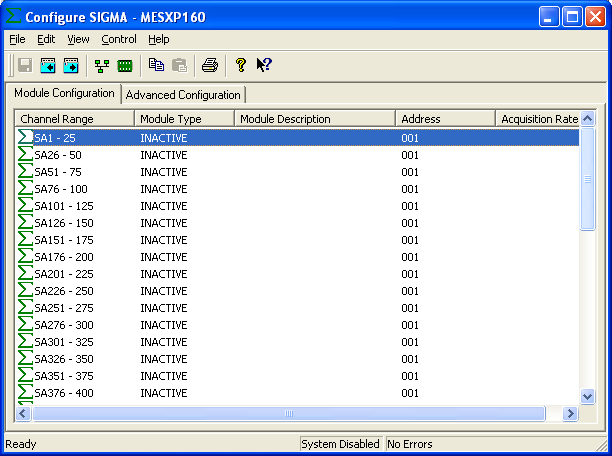 Configure SIGMA - MESXP160
File Edit View Control Help
Module Configuration Advanced Configuration
Channel Range Module Type Module Description Address Acquisition Rate
SA1 - 25 INACTIVE 001
SA26 - 50 INACTIVE 001
SA51 - 75 INACTIVE 001
SA76 - 100 INACTIVE 001
SA101 - 125 INACTIVE 001
SA126 - 150 INACTIVE 001
SA151 - 175 INACTIVE 001
SA176 - 200 INACTIVE 001
SA201 - 225 INACTIVE 001
SA226 - 250 INACTIVE 001
SA251 - 275 INACTIVE 001
SA276 - 300 INACTIVE 001
SA301 - 325 INACTIVE 001
SA326 - 350 INACTIVE 001
SA351 - 375 INACTIVE 001
SA376 - 400 INACTIVE 001
Ready System Disabled No Errors